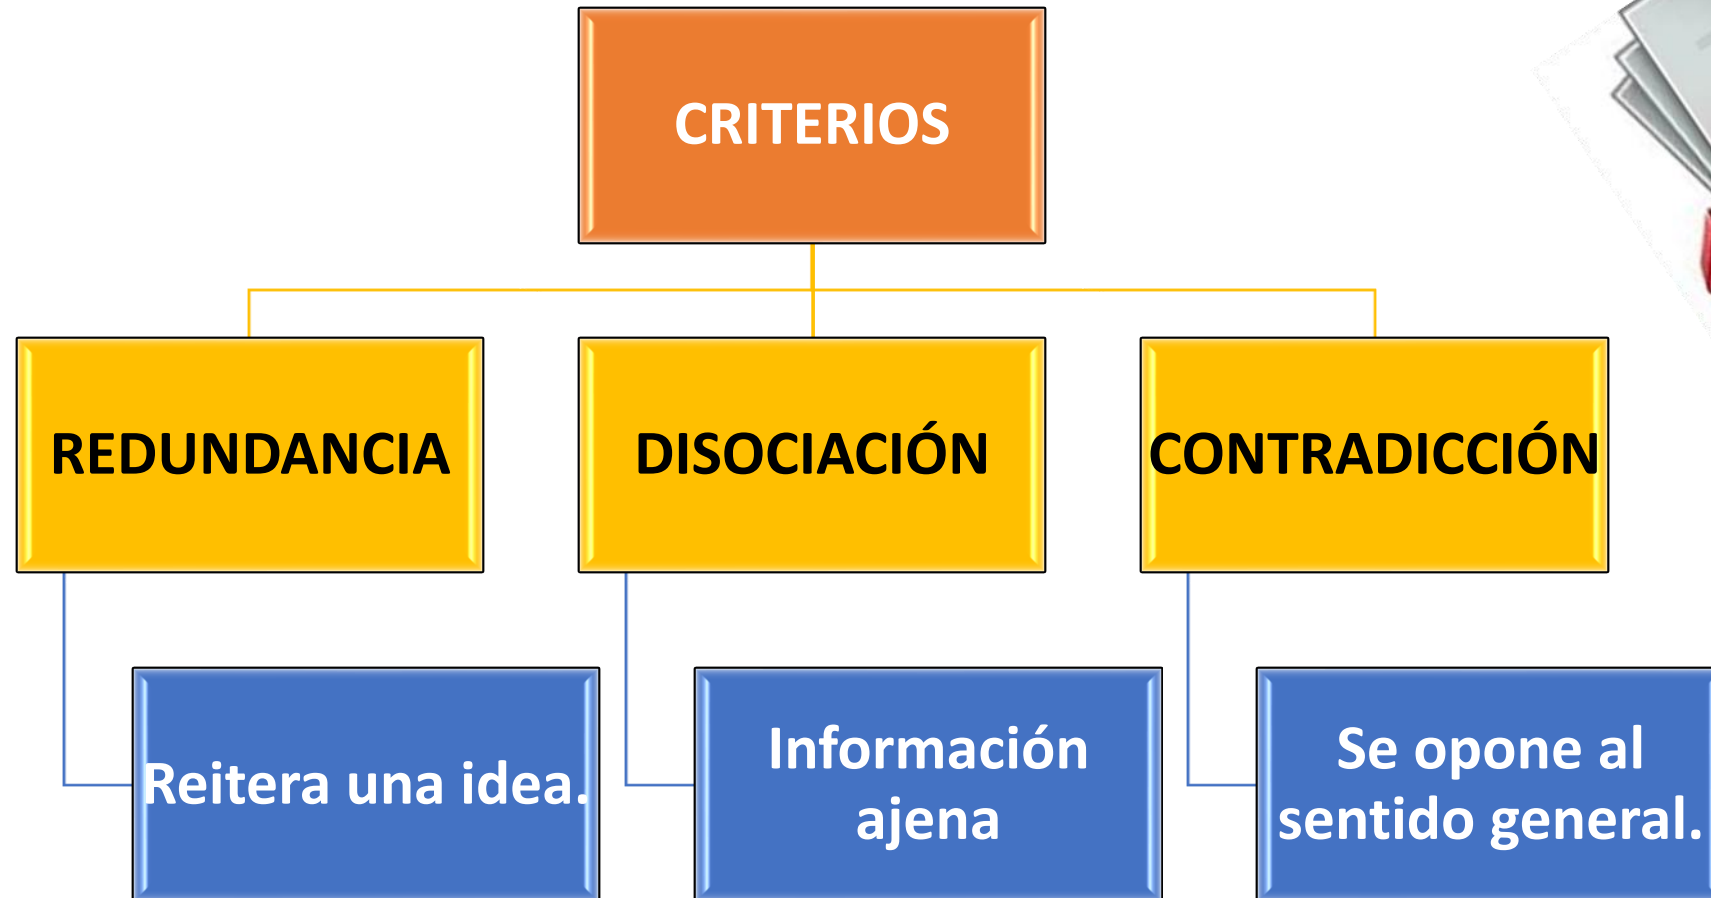 CRITERIOS
REDUNDANCIA
DISOCIACIÓN
CONTRADICCIÓN
Reitera una idea.
Información
ajena
Se opone al
sentido general.